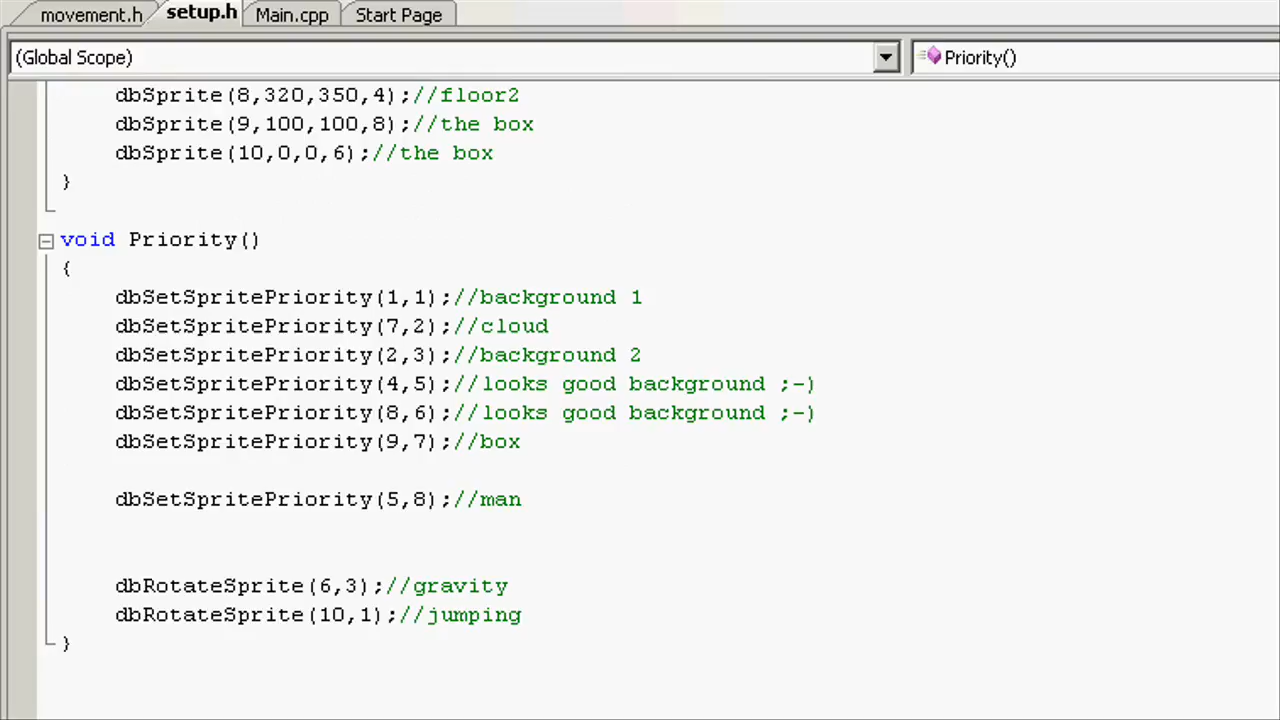 movement.h setup.h Main.cpp Start Page
(Global Scope) Priority()
dbSprite(8,320,350,4);//floor2
dbSprite(9,100,100,8);//the box
dbSprite(10,0,0,6);//the box
}
void Priority()
{
dbSetSpritePriority(1,1);//background 1
dbSetSpritePriority(7,2);//cloud
dbSetSpritePriority(2,3);//background 2
dbSetSpritePriority(4,5);//looks good background ;-)
dbSetSpritePriority(8,6);//looks good background ;-)
dbSetSpritePriority(9,7);//box
dbSetSpritePriority(5,8);//man
dbRotateSprite(6,3);//gravity
dbRotateSprite(10,1);//jumping
}